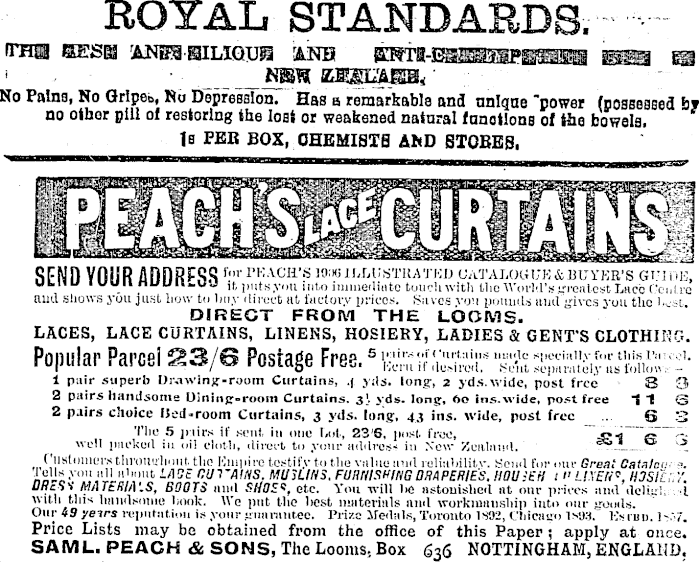 ROYAL STANDARDS.
THE AND
NEW ZEALAND.
No Pains, No Gripes, No Depression. Has a remarkable and unique power (possessed by
no other pill of restoring the lost or weakened natural functions of the bowels.
1s PER BOX, CHEMISTS AND STORES.
PEACH'S LACE CURTAINS
SEND YOUR ADDRESS for PEACH'S 1906 ILLUSTRATED CATALOGUE & BUYER'S GUIDE,
it puts you into immediate touch with the World's greatest Lace Centre
and shows you just how to buy direct at factory prices. Saves you pounds and gives you the best.
DIRECT FROM THE LOOMS.
LACES, LACE CURTAINS, LINENS, HOSIERY, LADIES & GENT'S CLOTHING.
Popular Parcel 23/6 Postage Free. 5 pairs of Curtains made specially for this Parcel.
Ecru if desired. Sent separately as follows—
1 pair superb Drawing-room Curtains, 4 yds. long, 2 yds. wide, post free 8
2 pairs handsome Dining-room Curtains. 3½ yds. long, 60 ins. wide, post free 11 6
2 pairs choice Bed-room Curtains, 3 yds. long, 43 ins. wide, post free ... 6
The 5 pairs if sent in one Lot, 23/6, post free,
well packed in oil cloth, direct to your address in New Zealand. £1 6
Customers throughout the Empire testify to the value and reliability. Send for our Great Catalogue.
Tells you all about LACE CURTAINS, MUSLINS, FURNISHING DRAPERIES, HOUSEHOLD LINENS, HOSIERY,
DRESS MATERIALS, BOOTS and SHOES, etc. You will be astonished at our prices and delighted
with this handsome book. We put the best materials and workmanship into our goods.
Our 49 years reputation is your guarantee. Prize Medals, Toronto 1892, Chicago 1893. ESTBD. 1857.
Price Lists may be obtained from the office of this Paper; apply at once.
SAML. PEACH & SONS, The Looms, Box 636 NOTTINGHAM, ENGLAND.